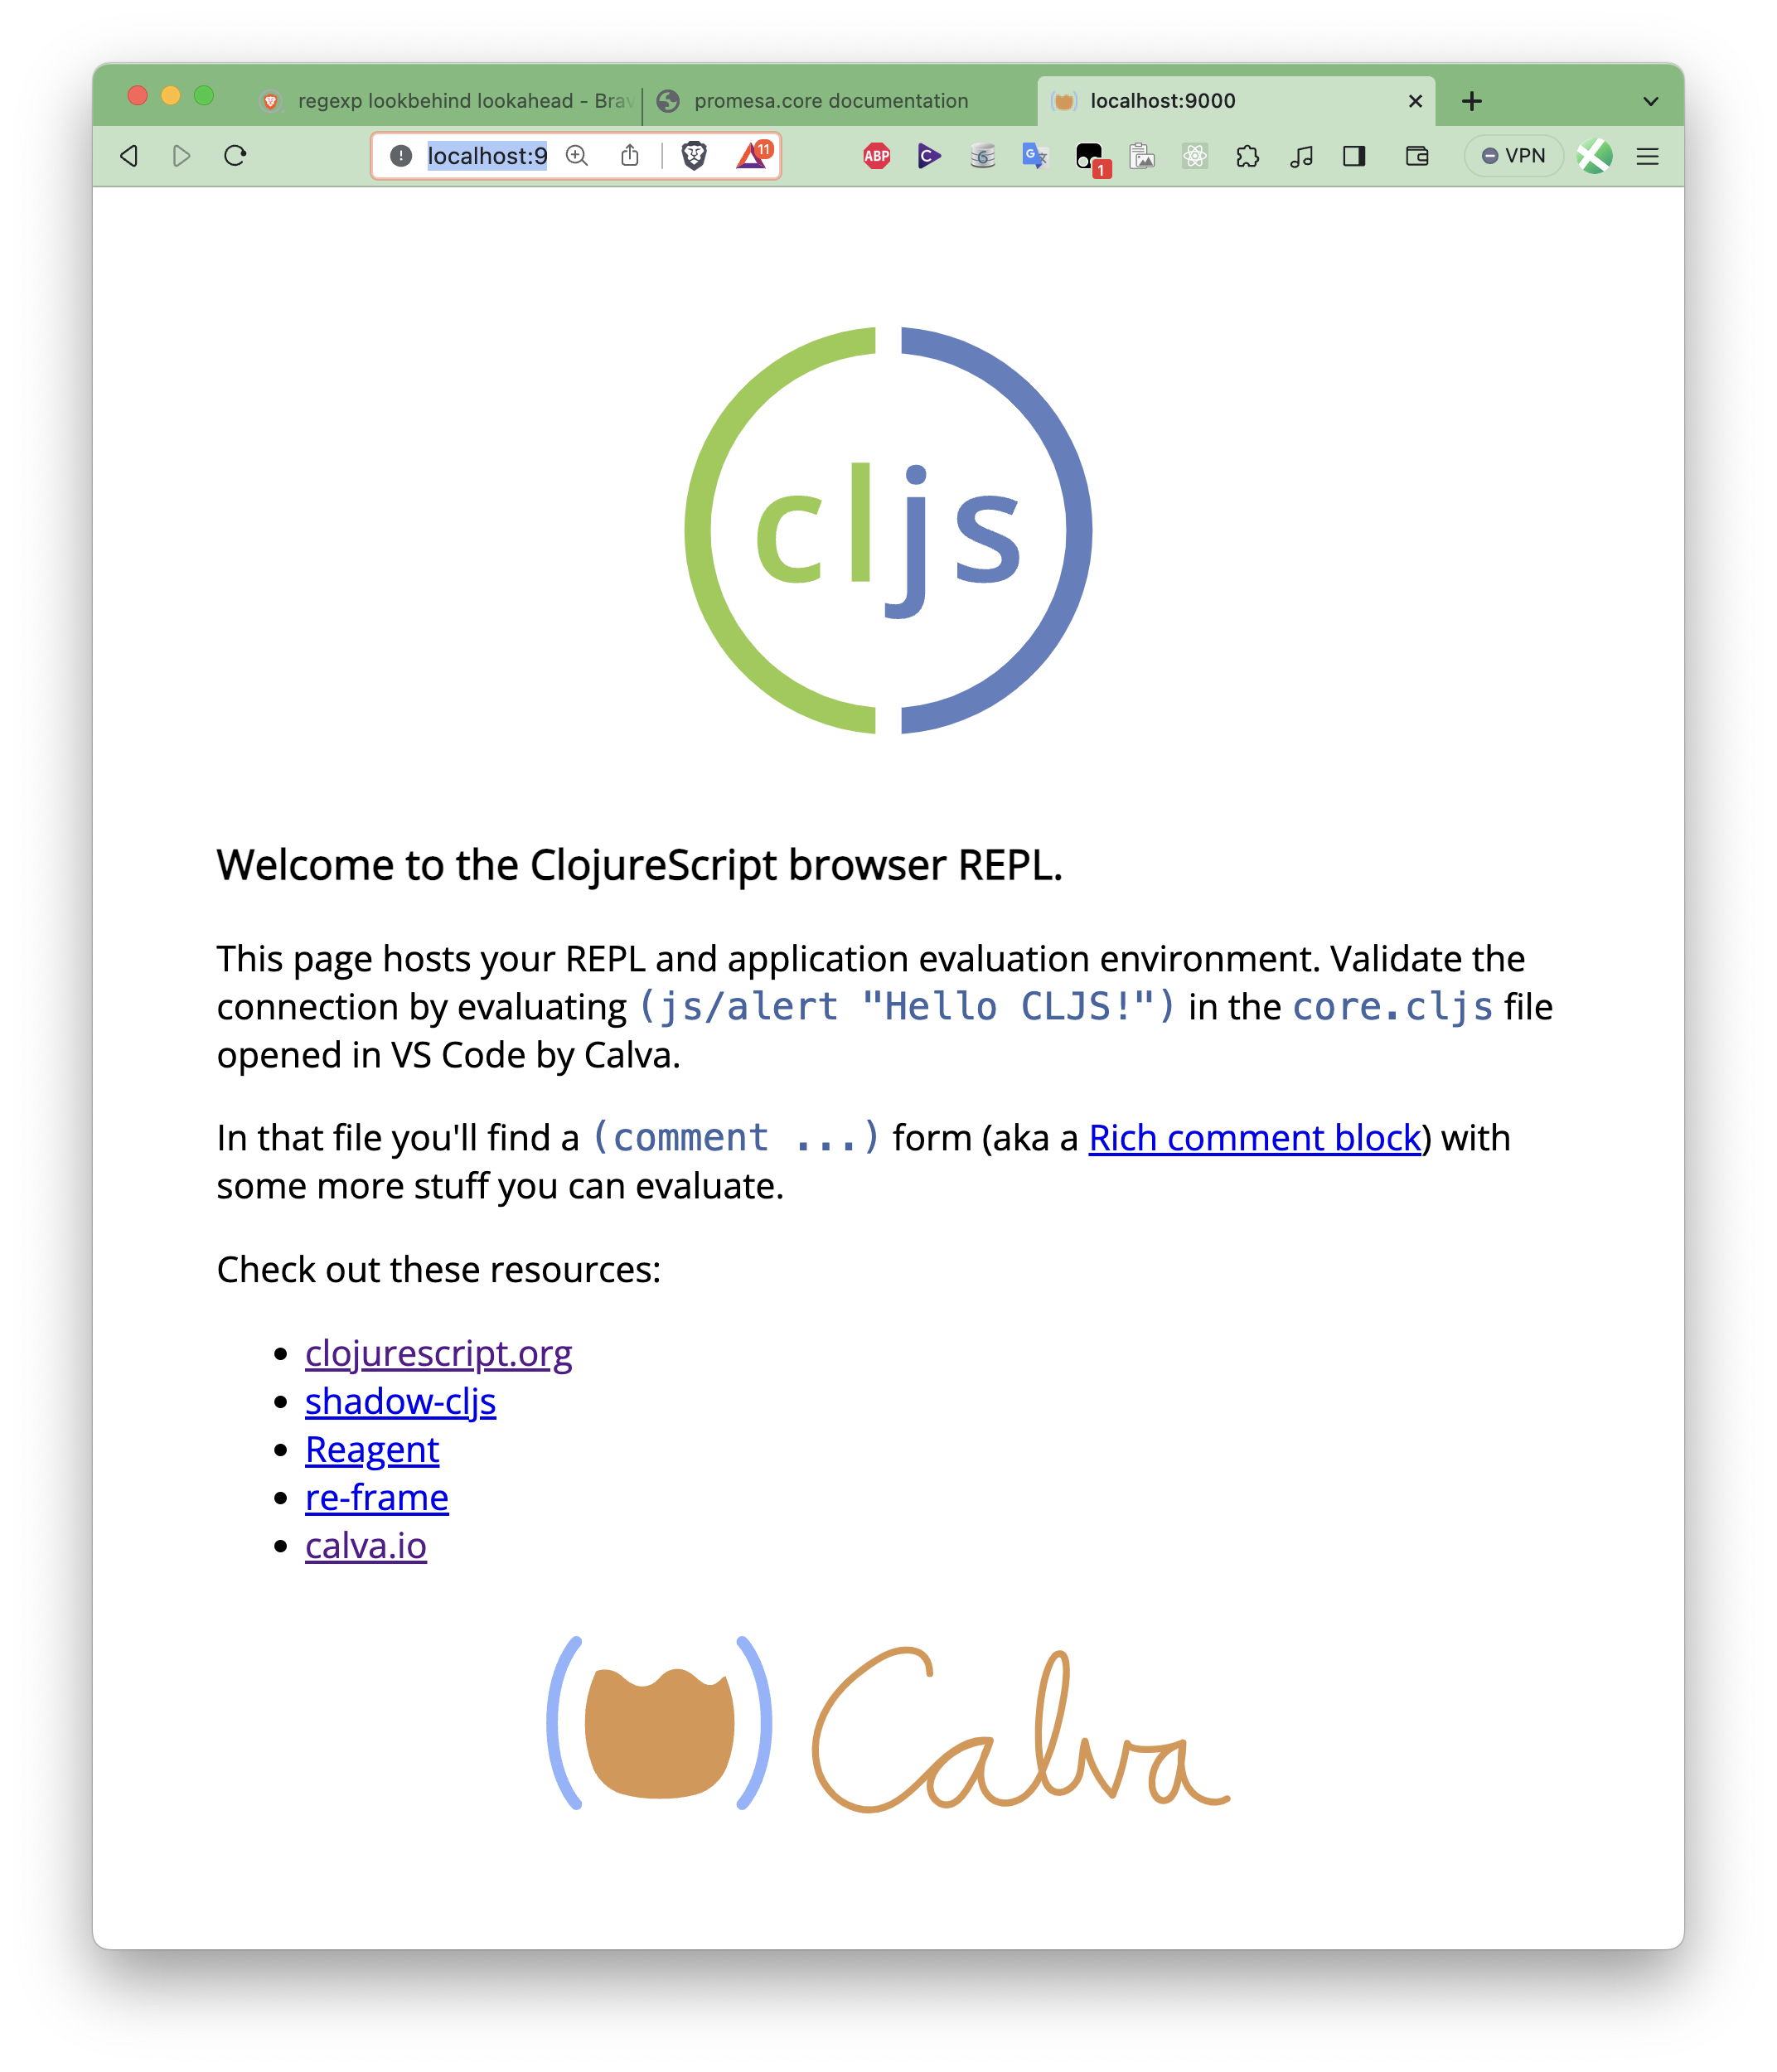 regexp lookbehind lookahead - Brav
promesa.core documentation
localhost:9000
localhost:9
11
ABP
1
VPN
cljs
Welcome to the ClojureScript browser REPL.
This page hosts your REPL and application evaluation environment. Validate the
connection by evaluating (js/alert "Hello CLJS!") in the core.cljs file
opened in VS Code by Calva.
In that file you'll find a (comment ...) form (aka a Rich comment block) with
some more stuff you can evaluate.
Check out these resources:
• clojurescript.org
• shadow-cljs
• Reagent
• re-frame
• calva.io
Calva